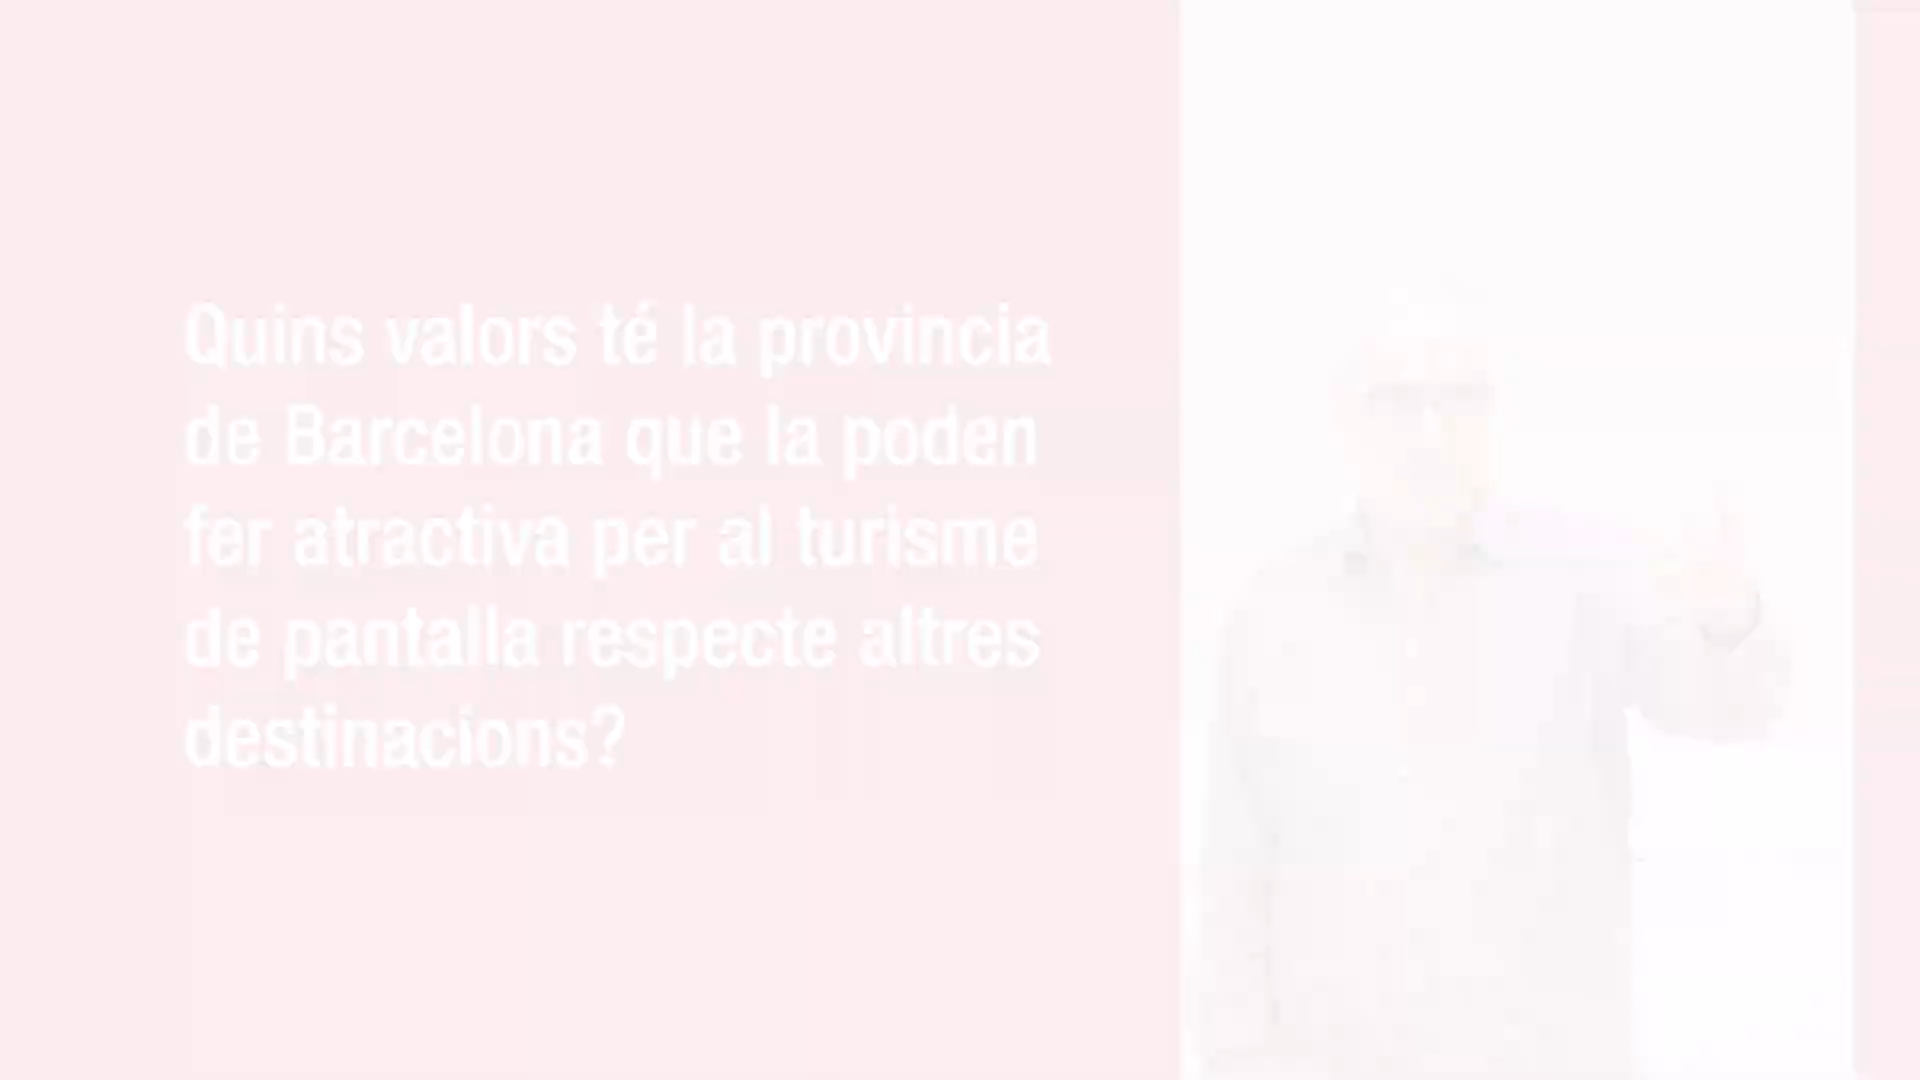 Quins valors té la provincia
de Barcelona que la poden
fer atractiva per al turisme
de pantalla respecte altres
destinacions?